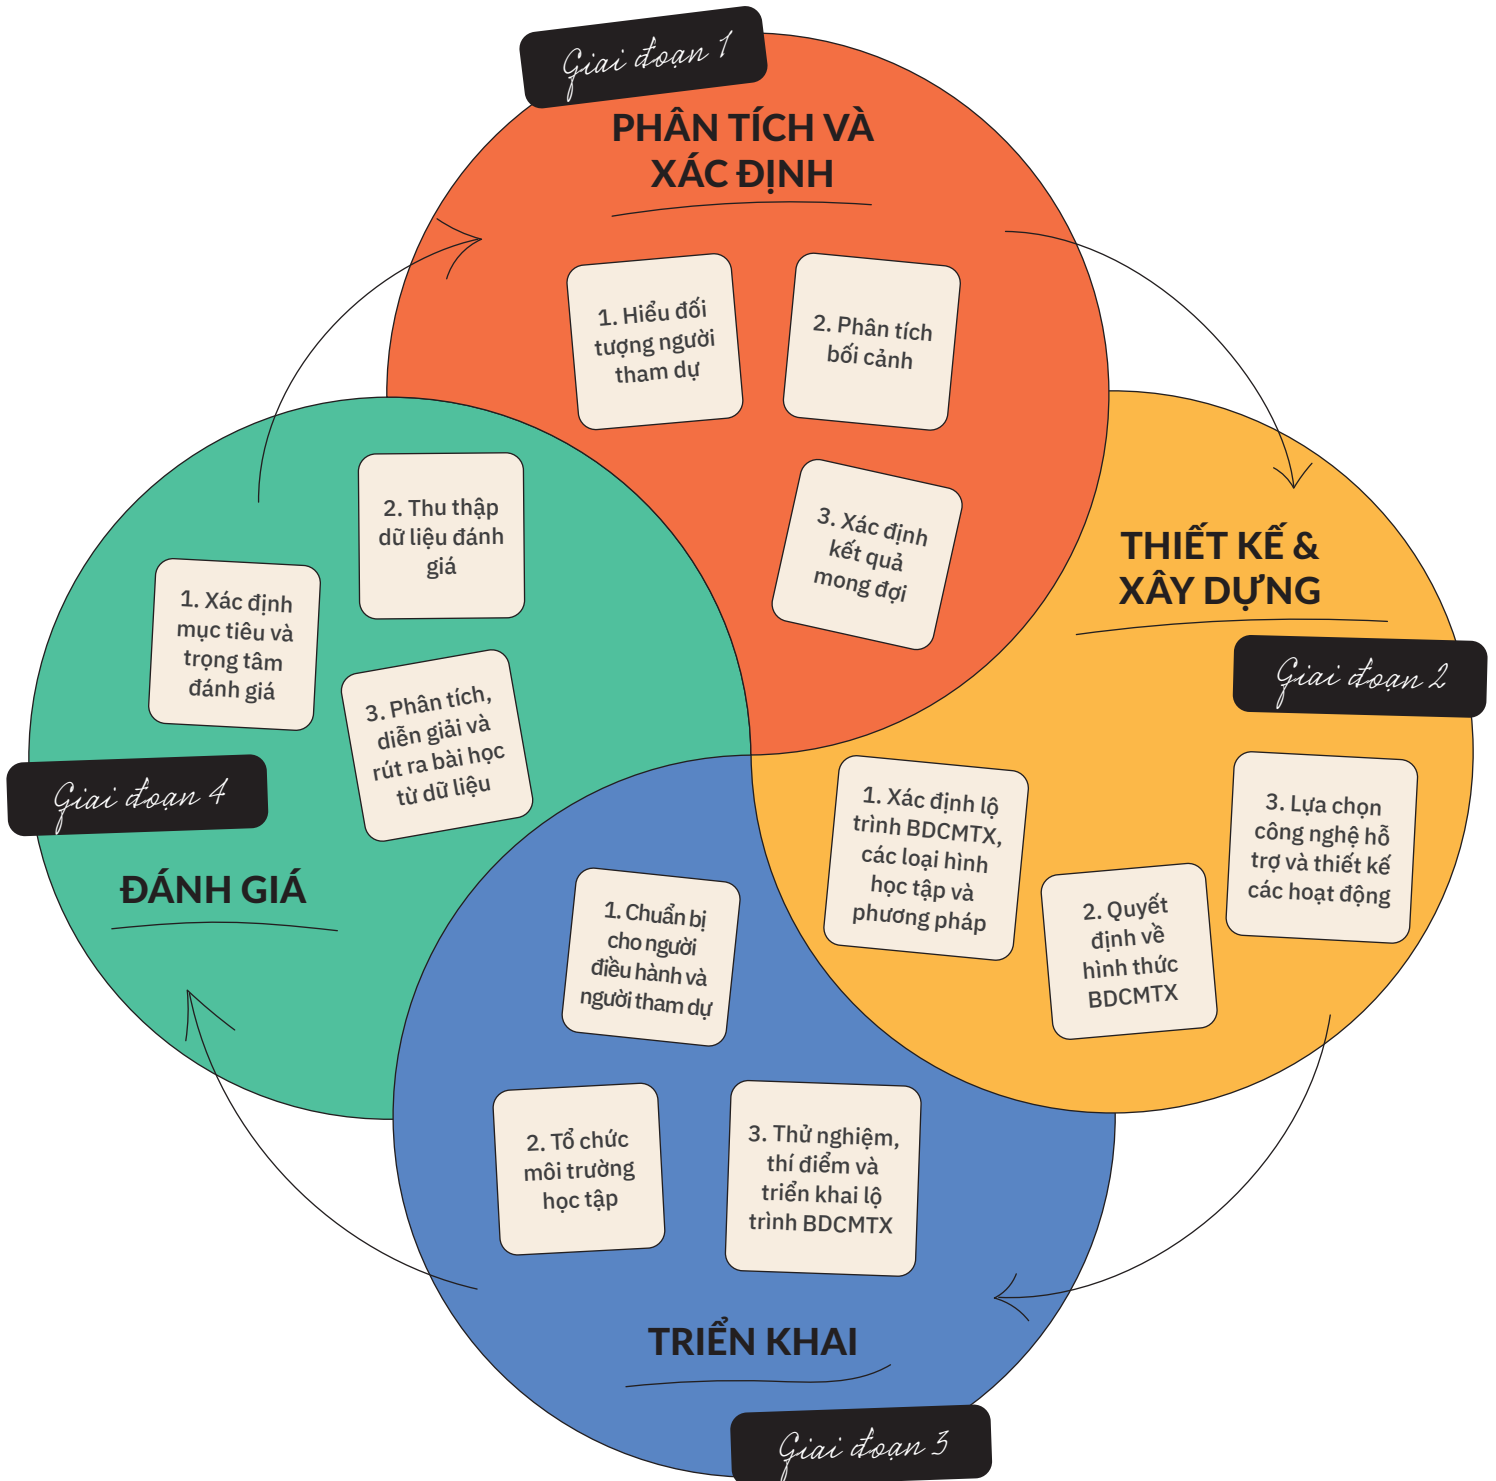 Giai đoạn 1
PHÂN TÍCH VÀ
XÁC ĐỊNH
1. Hiểu đối
tượng người
tham dự
2. Phân tích
bối cảnh
3. Xác định
kết quả
mong đợi
THIẾT KẾ &
XÂY DỰNG
Giai đoạn 2
1. Xác định lộ
trình BDCMTX,
các loại hình
học tập và
phương pháp
2. Quyết
định về
hình thức
BDCMTX
3. Lựa chọn
công nghệ hỗ
trợ và thiết kế
các hoạt động
1. Chuẩn bị
cho người
điều hành và
người tham dự
2. Tổ chức
môi trường
học tập
3. Thử nghiệm,
thí điểm và
triển khai lộ
trình BDCMTX
TRIỂN KHAI
Giai đoạn 3
1. Xác định
mục tiêu và
trọng tâm
đánh giá
2. Thu thập
dữ liệu đánh
giá
3. Phân tích,
diễn giải và
rút ra bài học
từ dữ liệu
Giai đoạn 4
ĐÁNH GIÁ